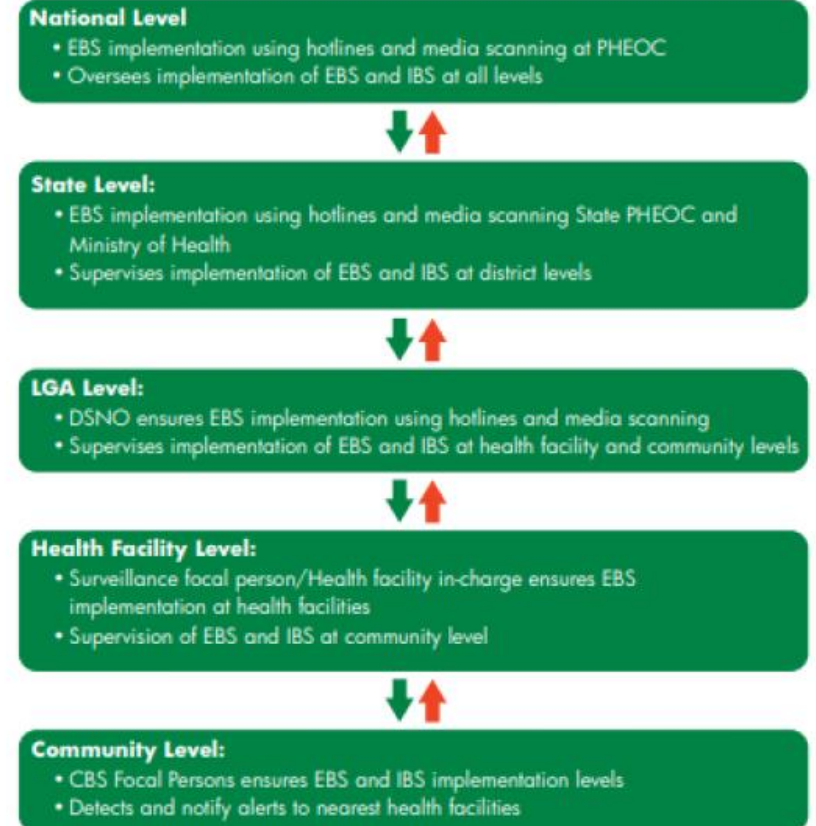 National Level
• EBS implementation using hotlines and media scanning at PHEOC
• Oversees implementation of EBS and IBS at all levels
State Level:
• EBS implementation using hotlines and media scanning State PHEOC and
Ministry of Health
• Supervises implementation of EBS and IBS at district levels
LGA Level:
• DSNO ensures EBS implementation using hotlines and media scanning
• Supervises implementation of EBS and IBS at health facility and community levels
Health Facility Level:
• Surveillance focal person/Health facility in-charge ensures EBS
implementation at health facilities
• Supervision of EBS and IBS at community level
Community Level:
• CBS Focal Persons ensures EBS and IBS implementation levels
• Detects and notify alerts to nearest health facilities